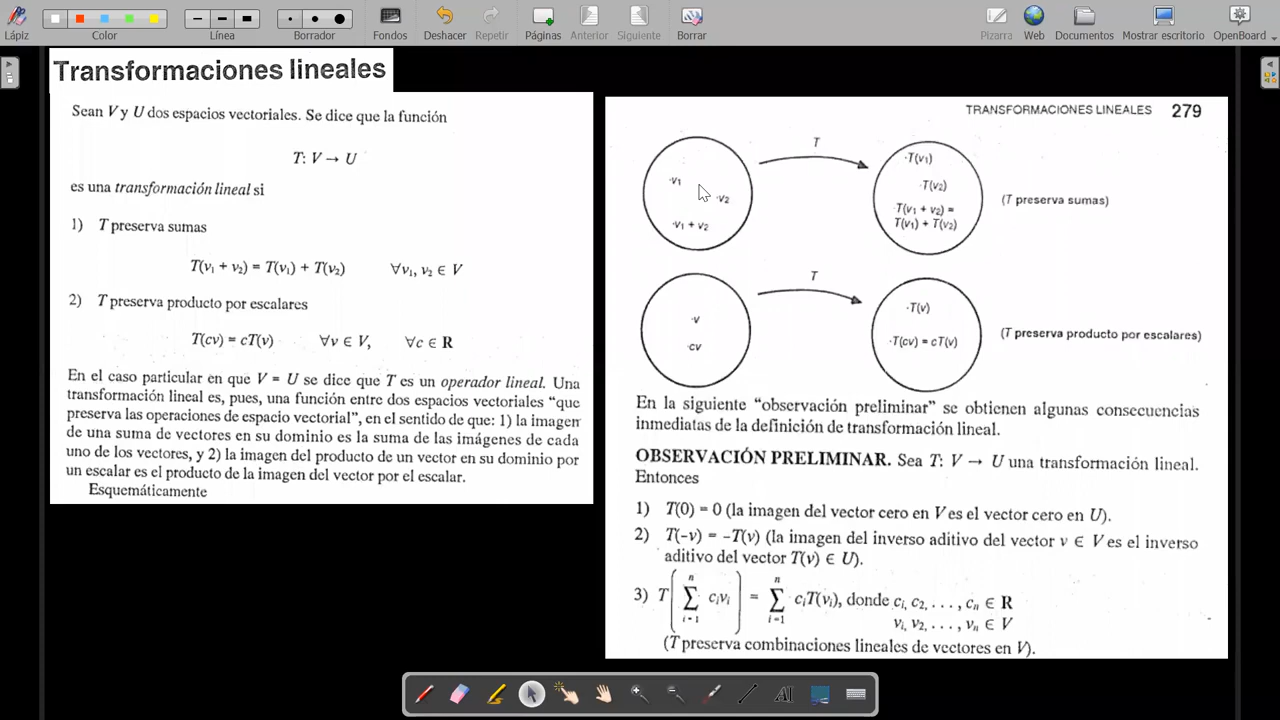 Lápiz
Color
Línea
Borrador
Fondos
Deshacer
Repetir
Páginas
Anterior
Siguiente
Borrar
Pizarra
Web
Documentos
Mostrar escritorio
OpenBoard
Transformaciones lineales
Sean V y U dos espacios vectoriales. Se dice que la función
T: V → U
es una transformación lineal si
1) T preserva sumas
T(v₁ + v₂) = T(v₁) + T(v₂) ∀v₁, v₂ ∈ V
2) T preserva producto por escalares
T(cv) = cT(v) ∀v ∈ V, ∀c ∈ R
En el caso particular en que V = U se dice que T es un operador lineal. Una
transformación lineal es, pues, una función entre dos espacios vectoriales “que
preserva las operaciones de espacio vectorial”, en el sentido de que: 1) la imagen
de una suma de vectores en su dominio es la suma de las imágenes de cada
uno de los vectores, y 2) la imagen del producto de un vector en su dominio por
un escalar es el producto de la imagen del vector por el escalar.
Esquemáticamente
TRANSFORMACIONES LINEALES 279
T
·v₁
·v₂
·v₁ + v₂
·T(v₁)
·T(v₂)
·T(v₁ + v₂) =
T(v₁) + T(v₂)
(T preserva sumas)
T
·v
·cv
·T(v)
·T(cv) = cT(v)
(T preserva producto por escalares)
En la siguiente “observación preliminar” se obtienen algunas consecuencias
inmediatas de la definición de transformación lineal.
OBSERVACIÓN PRELIMINAR. Sea T: V → U una transformación lineal.
Entonces
1) T(0) = 0 (la imagen del vector cero en V es el vector cero en U).
2) T(−v) = −T(v) (la imagen del inverso aditivo del vector v ∈ V es el inverso
aditivo del vector T(v) ∈ U).
3) T(∑ⁿᵢ₌₁ cᵢvᵢ) = ∑ⁿᵢ₌₁ cᵢT(vᵢ), donde cᵢ, c₂, . . . , cₙ ∈ R
vᵢ, v₂, . . . , vₙ ∈ V
(T preserva combinaciones lineales de vectores en V).
AI